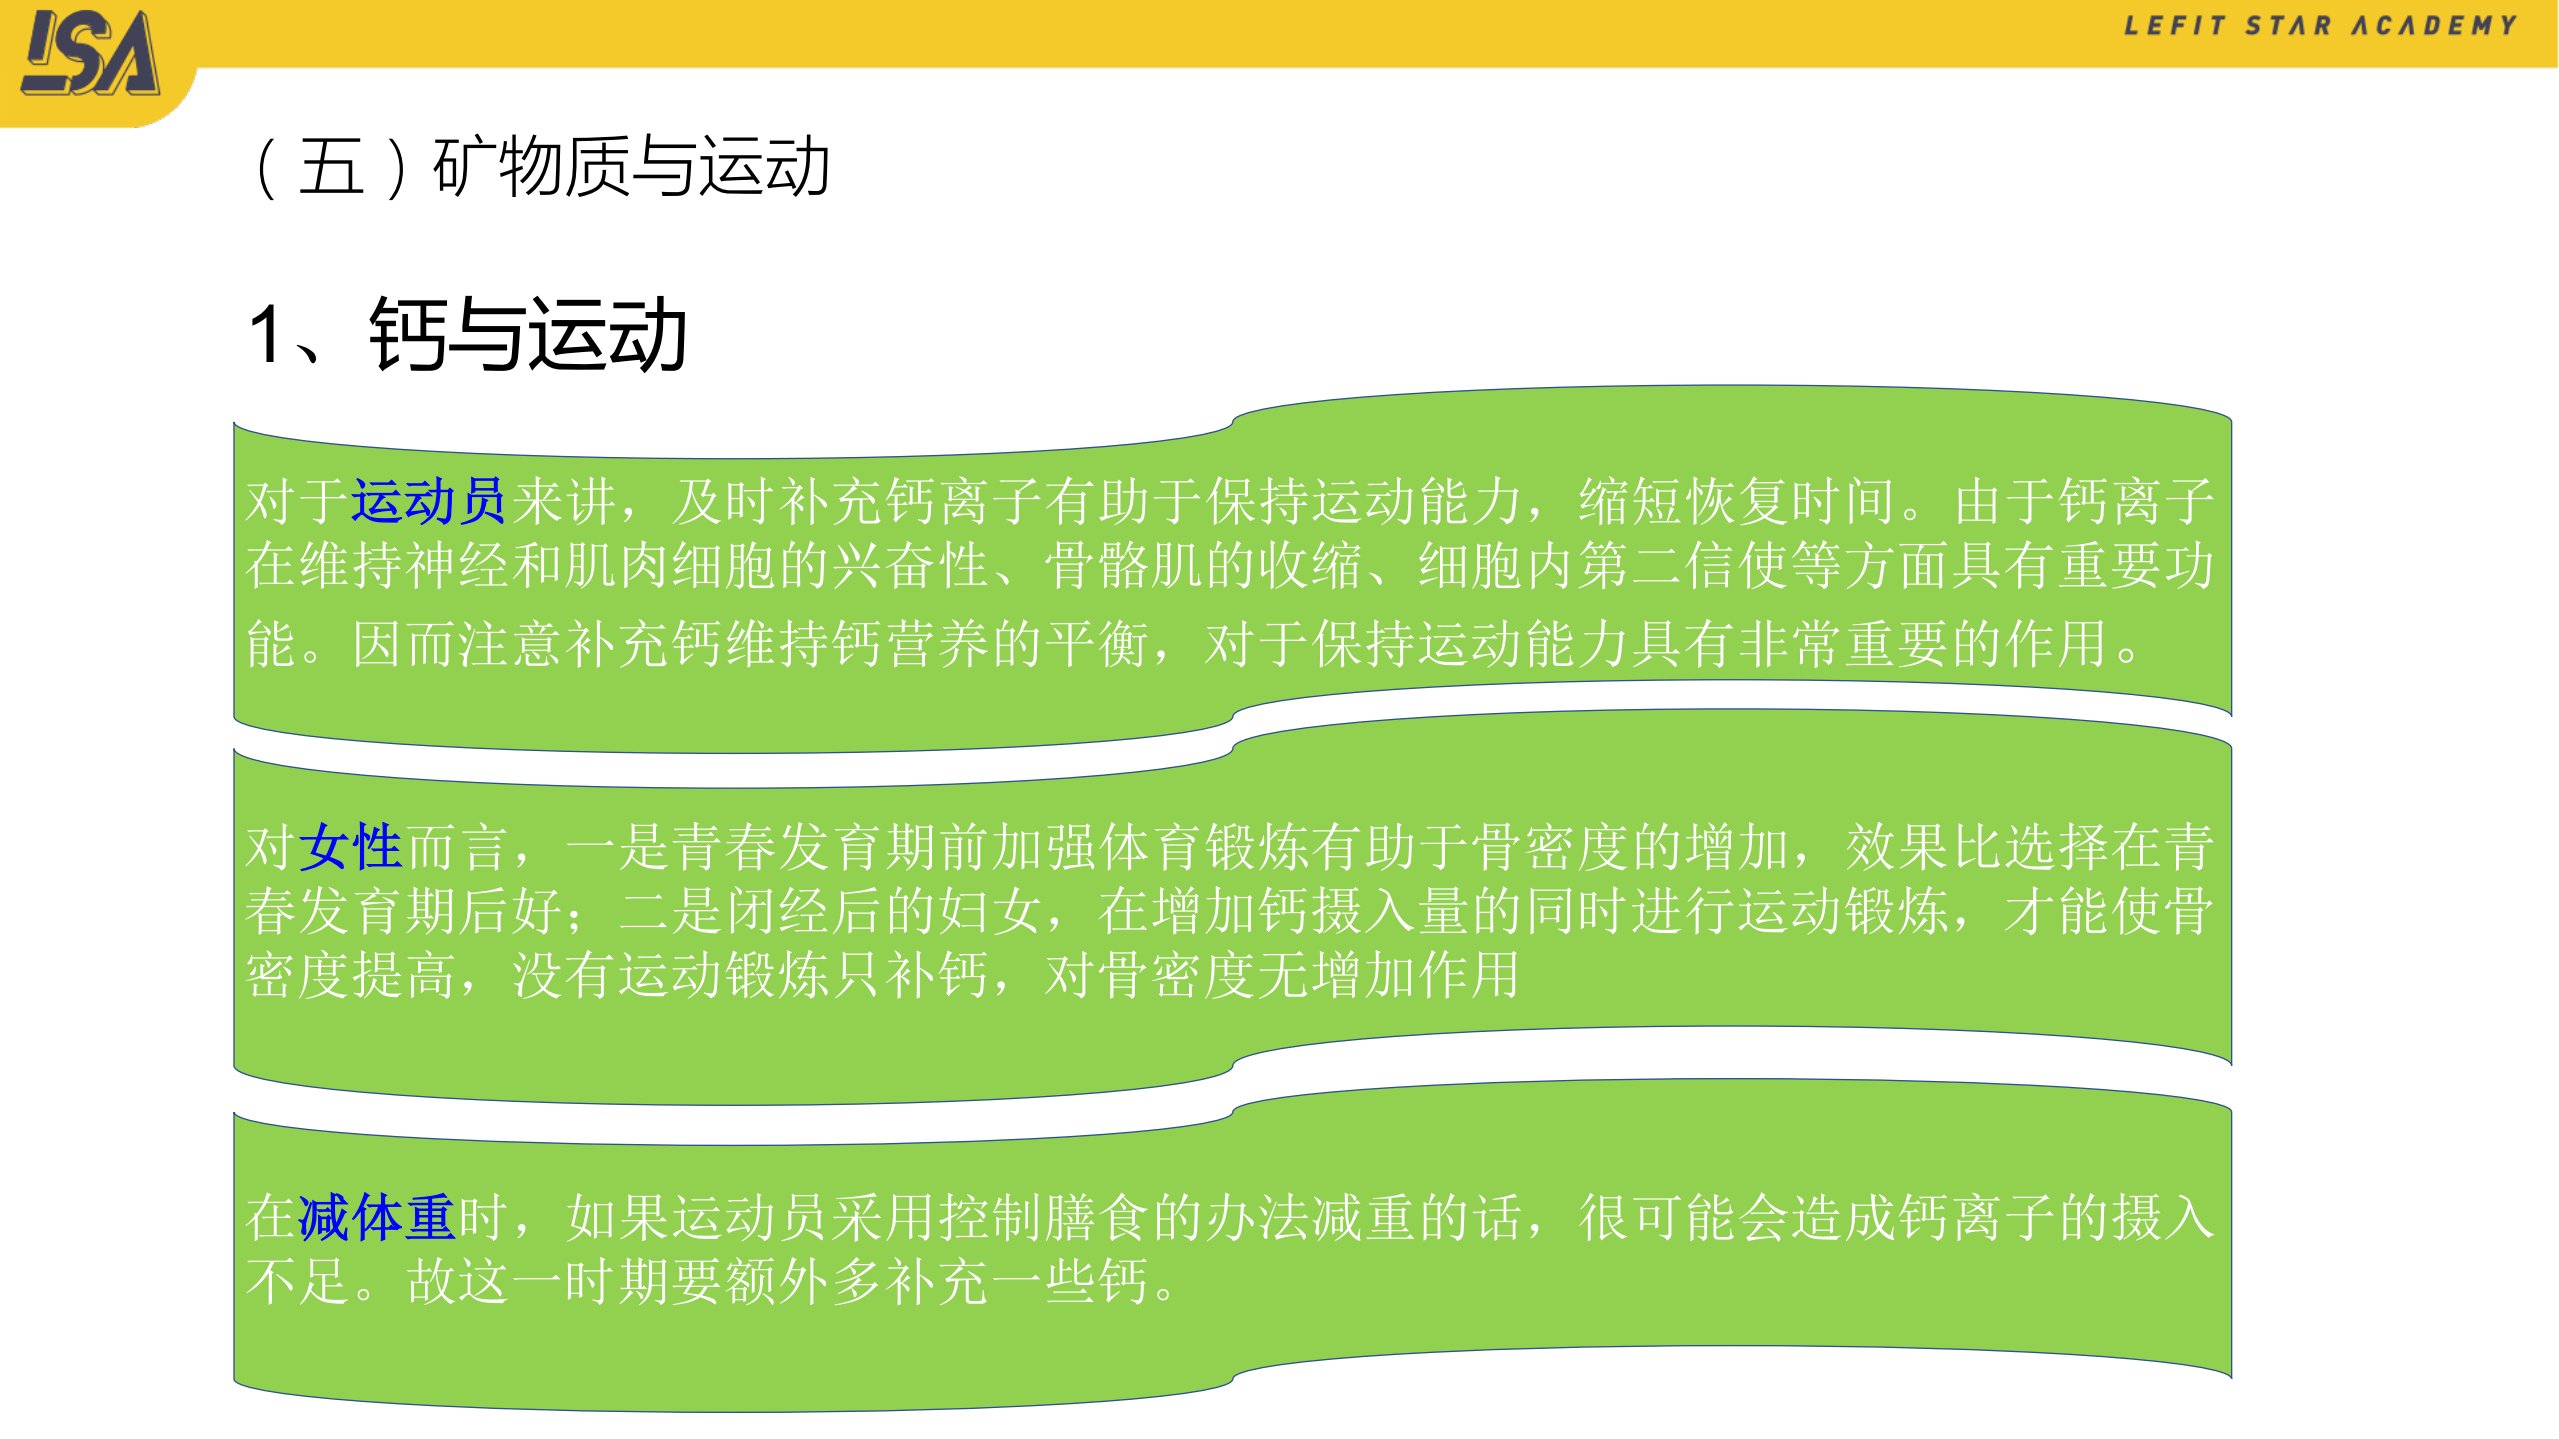 LSA
LEFIT STAR ACADEMY
（五）矿物质与运动
1、钙与运动
对于运动员来讲，及时补充钙离子有助于保持运动能力，缩短恢复时间。由于钙离子
在维持神经和肌肉细胞的兴奋性、骨骼肌的收缩、细胞内第二信使等方面具有重要功
能。因而注意补充钙维持钙营养的平衡，对于保持运动能力具有非常重要的作用。
对女性而言，一是青春发育期前加强体育锻炼有助于骨密度的增加，效果比选择在青
春发育期后好；二是闭经后的妇女，在增加钙摄入量的同时进行运动锻炼，才能使骨
密度提高，没有运动锻炼只补钙，对骨密度无增加作用
在减体重时，如果运动员采用控制膳食的办法减重的话，很可能会造成钙离子的摄入
不足。故这一时期要额外多补充一些钙。